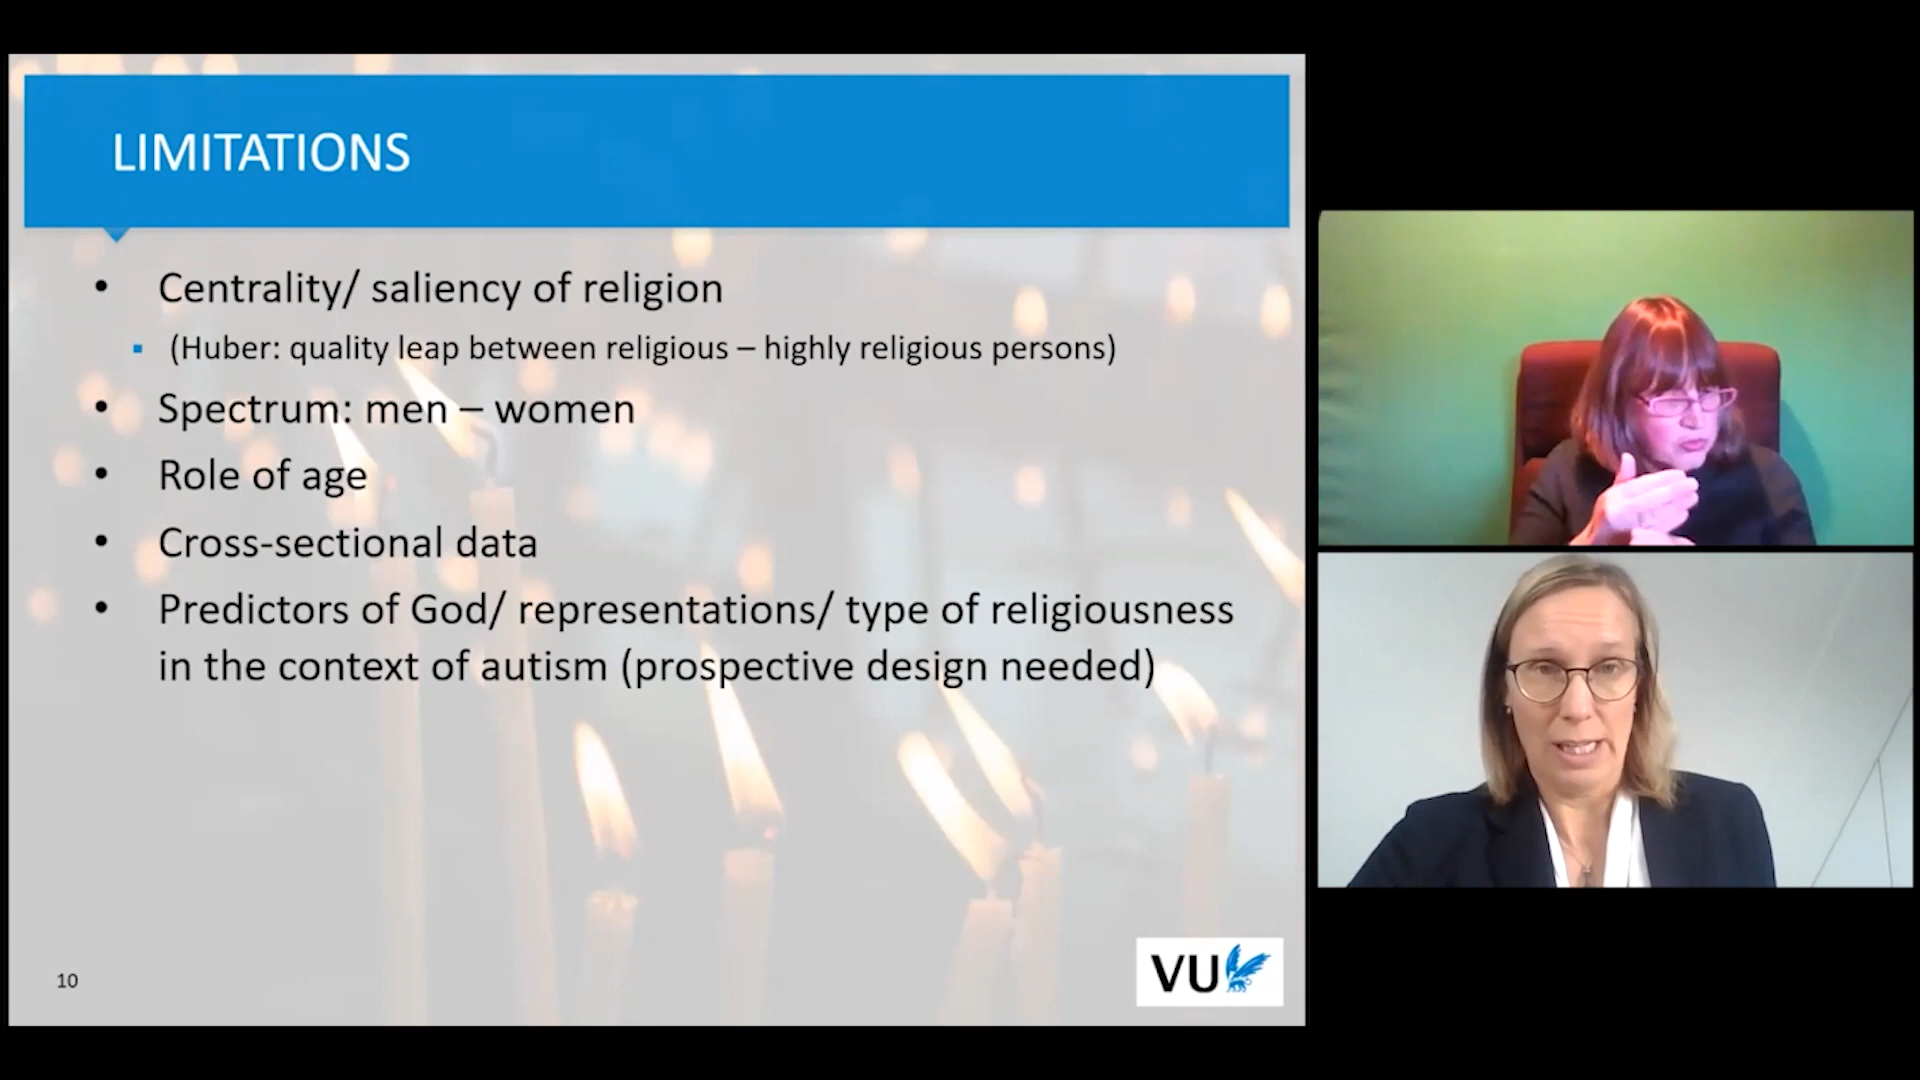 LIMITATIONS
• Centrality/ saliency of religion
▪ (Huber: quality leap between religious – highly religious persons)
• Spectrum: men – women
• Role of age
• Cross-sectional data
• Predictors of God/ representations/ type of religiousness
in the context of autism (prospective design needed)
10
VU